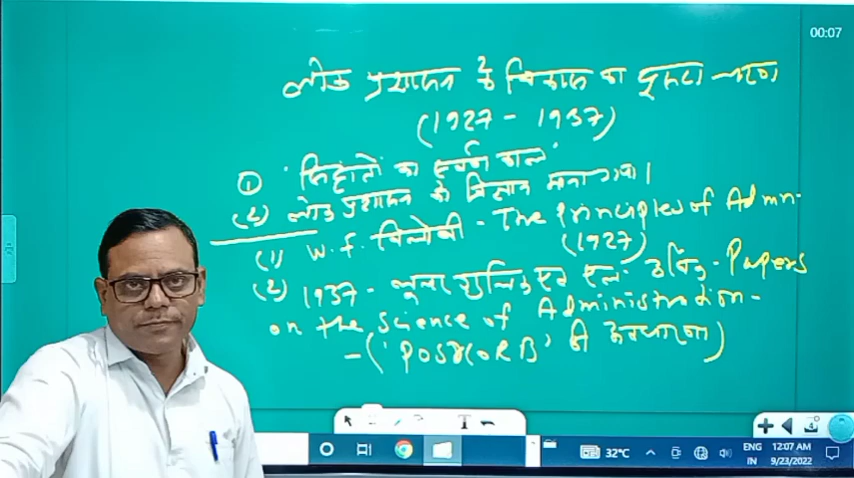 00:07
लोक प्रशासन के विकास का दूसरा चरण
(1927 - 1937)
① 'सिद्धांतों का स्वर्ण काल'
(2) लोक प्रशासन को विज्ञान माना गया।
(1) W.F. विलोबी - The Principles of Admn-
(1927)
(2) 1937 - लूथर गुलिक एवं एल. उर्विक - Papers
on the science of Administration-
- ('POSDCORB' की अवधारणा)
4
32°C
ENG
IN
12:07 AM
9/23/2022